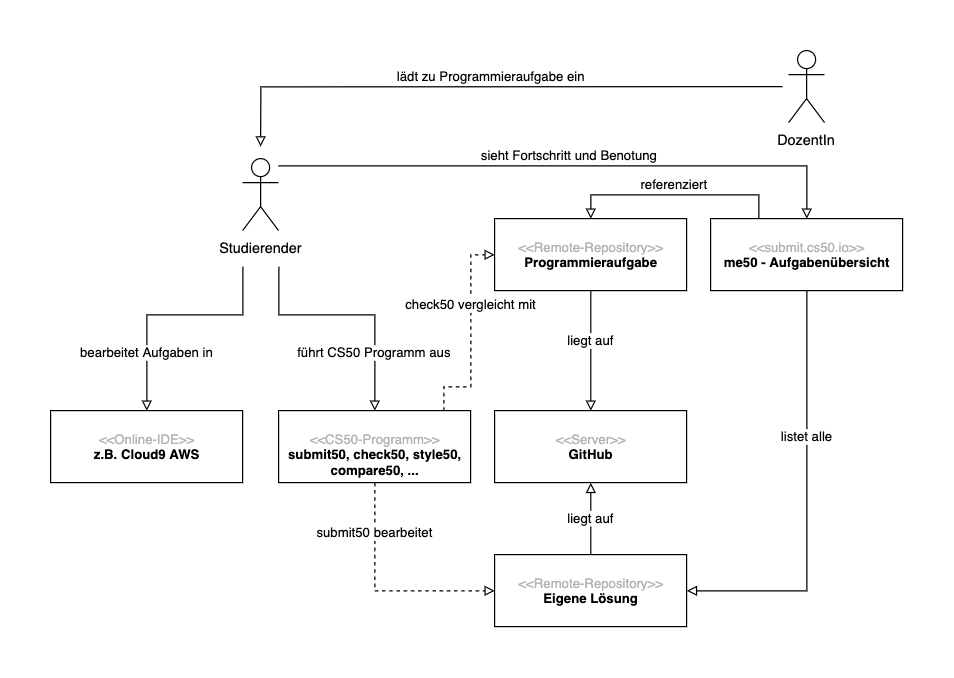 lädt zu Programmieraufgabe ein
DozentIn
sieht Fortschritt und Benotung
referenziert
Studierender
<<Remote-Repository>>
Programmieraufgabe
<<submit.cs50.io>>
me50 - Aufgabenübersicht
check50 vergleicht mit
liegt auf
bearbeitet Aufgaben in
führt CS50 Programm aus
<<Online-IDE>>
z.B. Cloud9 AWS
<<CS50-Programm>>
submit50, check50, style50,
compare50, ...
<<Server>>
GitHub
listet alle
liegt auf
submit50 bearbeitet
<<Remote-Repository>>
Eigene Lösung